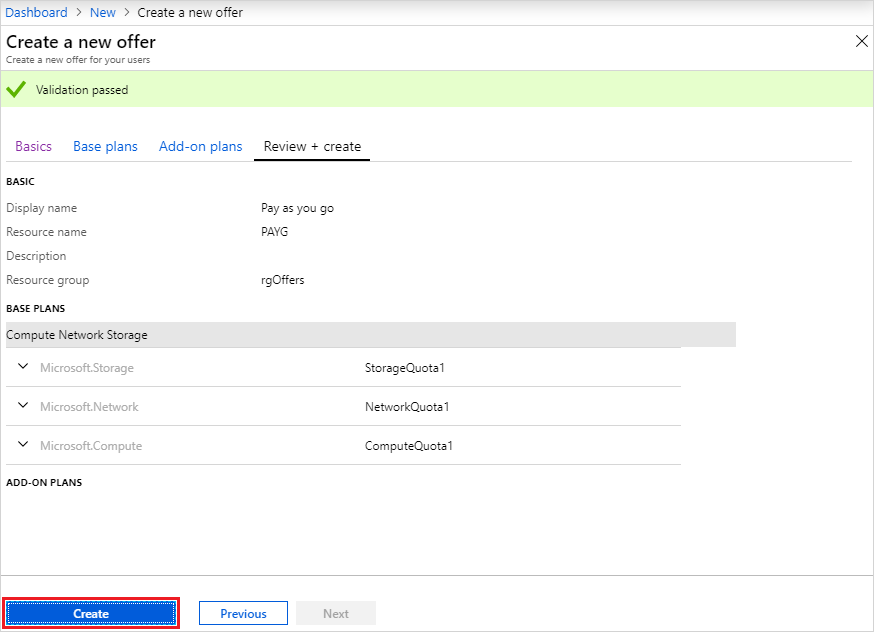 Dashboard > New > Create a new offer
Create a new offer
Create a new offer for your users
Validation passed
Basics Base plans Add-on plans Review + create
BASIC
Display name Pay as you go
Resource name PAYG
Description
Resource group rgOffers
BASE PLANS
Compute Network Storage
Microsoft.Storage StorageQuota1
Microsoft.Network NetworkQuota1
Microsoft.Compute ComputeQuota1
ADD-ON PLANS
Create Previous Next